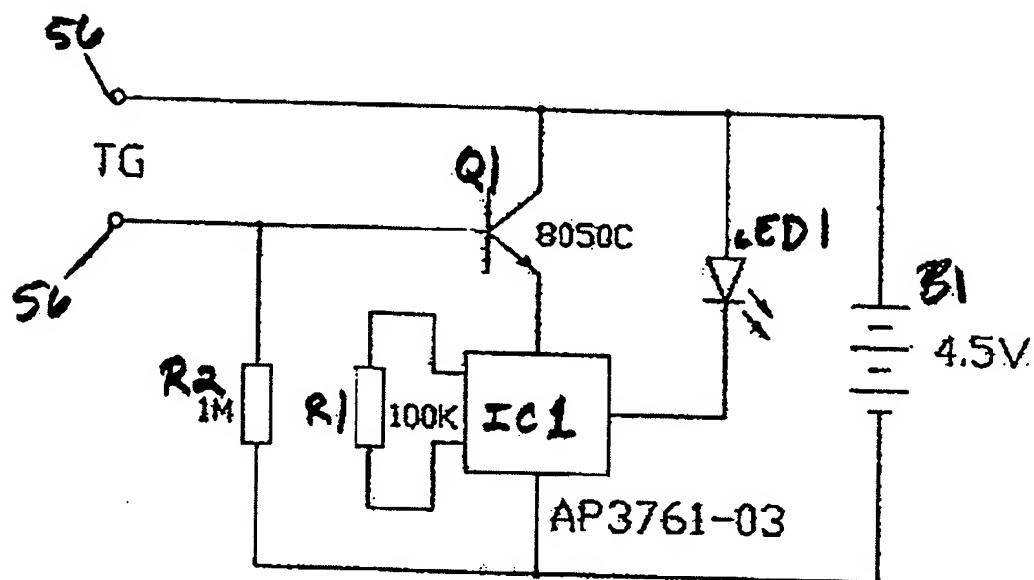 56
TG
Q1
8050C
LED1
56
B1
4.5V
R2
1M
R1
100K
IC1
AP3761-03